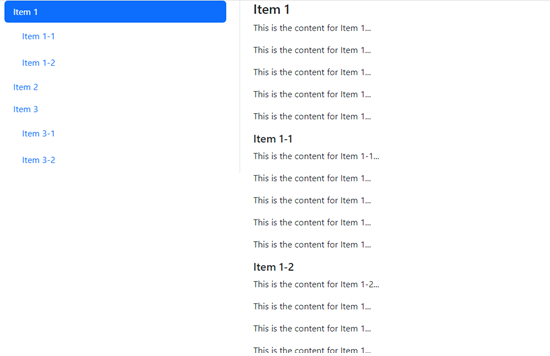 Item 1
Item 1-1
Item 1-2
Item 2
Item 3
Item 3-1
Item 3-2
Item 1
This is the content for Item 1...
This is the content for Item 1...
This is the content for Item 1...
This is the content for Item 1...
This is the content for Item 1...
Item 1-1
This is the content for Item 1-1...
This is the content for Item 1...
This is the content for Item 1...
This is the content for Item 1...
This is the content for Item 1...
Item 1-2
This is the content for Item 1-2...
This is the content for Item 1...
This is the content for Item 1...
This is the content for Item 1...